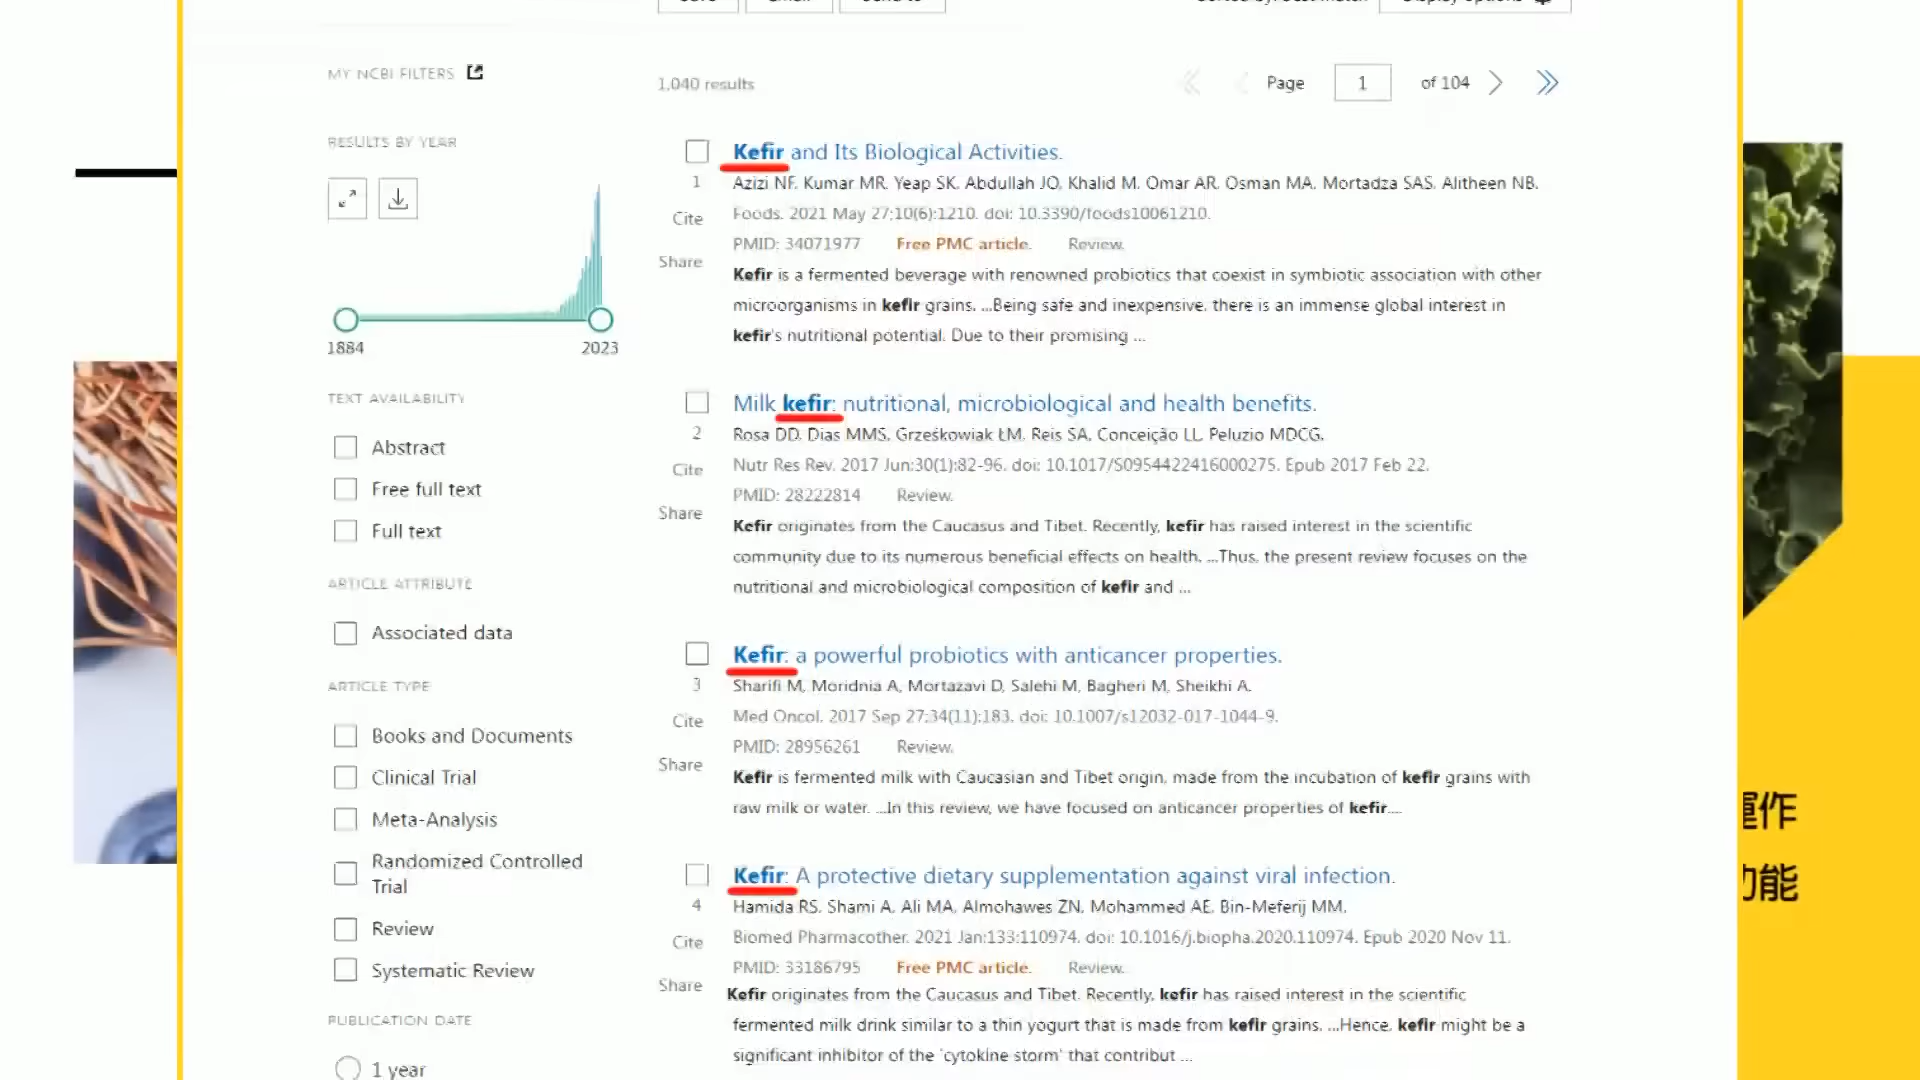 MY NCBI FILTERS
1,040 results
Page 1 of 104
RESULTS BY YEAR
1884 2023
TEXT AVAILABILITY
Abstract
Free full text
Full text
ARTICLE ATTRIBUTE
Associated data
ARTICLE TYPE
Books and Documents
Clinical Trial
Meta-Analysis
Randomized Controlled
Trial
Review
Systematic Review
PUBLICATION DATE
1 year
Kefir and Its Biological Activities.
1
Azizi NF, Kumar MR, Yeap SK, Abdullah JO, Khalid M, Omar AR, Osman MA, Mortadza SAS, Alitheen NB.
Cite
Foods. 2021 May 27;10(6):1210. doi: 10.3390/foods10061210.
PMID: 34071977 Free PMC article. Review.
Share
Kefir is a fermented beverage with renowned probiotics that coexist in symbiotic association with other
microorganisms in kefir grains. ...Being safe and inexpensive, there is an immense global interest in
kefir's nutritional potential. Due to their promising ...
Milk kefir: nutritional, microbiological and health benefits.
2
Rosa DD, Dias MMS, Grześkowiak ŁM, Reis SA, Conceição LL, Peluzio MDCG.
Cite
Nutr Res Rev. 2017 Jun;30(1):82-96. doi: 10.1017/S0954422416000275. Epub 2017 Feb 22.
PMID: 28222814 Review.
Share
Kefir originates from the Caucasus and Tibet. Recently, kefir has raised interest in the scientific
community due to its numerous beneficial effects on health. ...Thus, the present review focuses on the
nutritional and microbiological composition of kefir and ...
Kefir: a powerful probiotics with anticancer properties.
3
Sharifi M, Moridnia A, Mortazavi D, Salehi M, Bagheri M, Sheikhi A.
Cite
Med Oncol. 2017 Sep 27;34(11):183. doi: 10.1007/s12032-017-1044-9.
PMID: 28956261 Review.
Share
Kefir is fermented milk with Caucasian and Tibet origin, made from the incubation of kefir grains with
raw milk or water. ...In this review, we have focused on anticancer properties of kefir....
Kefir: A protective dietary supplementation against viral infection.
4
Hamida RS, Shami A, Ali MA, Almohawes ZN, Mohammed AE, Bin-Meferij MM.
Cite
Biomed Pharmacother. 2021 Jan;133:110974. doi: 10.1016/j.biopha.2020.110974. Epub 2020 Nov 11.
PMID: 33186795 Free PMC article. Review.
Share
Kefir originates from the Caucasus and Tibet. Recently, kefir has raised interest in the scientific
fermented milk drink similar to a thin yogurt that is made from kefir grains. ...Hence, kefir might be a
significant inhibitor of the 'cytokine storm' that contribut ...
運作
功能